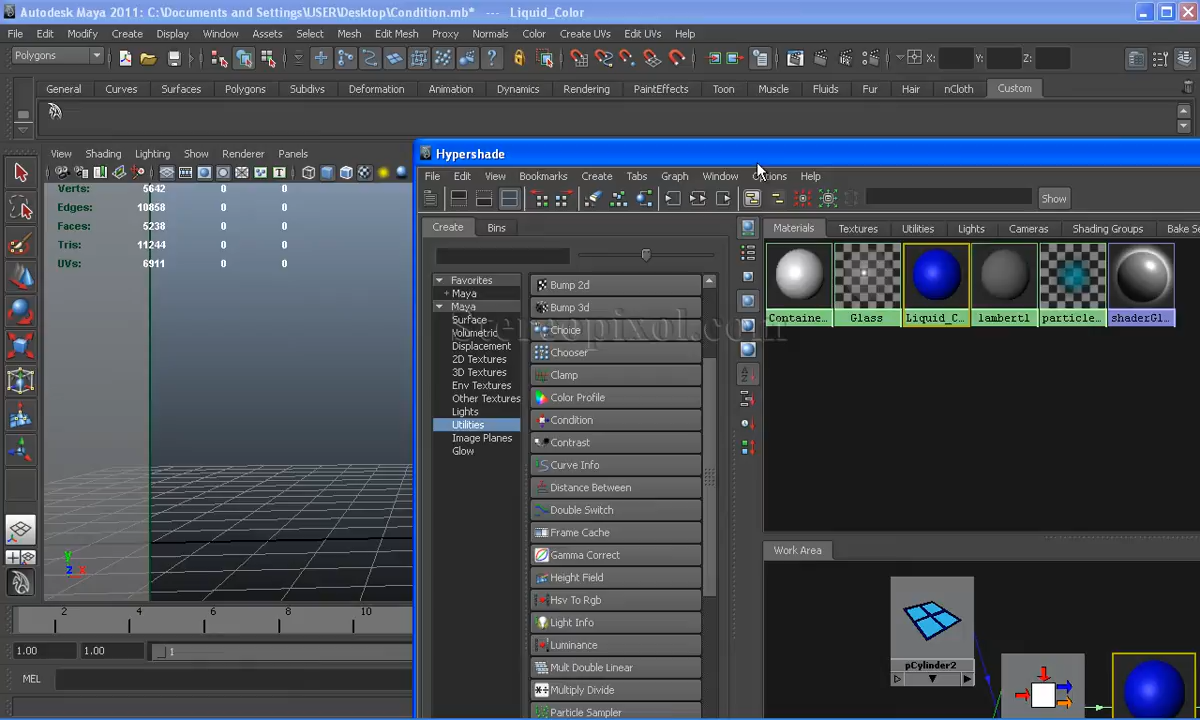 Autodesk Maya 2011: C:\Documents and Settings\USER\Desktop\Condition.mb* --- Liquid_Color
File Edit Modify Create Display Window Assets Select Mesh Edit Mesh Proxy Normals Color Create UVs Edit UVs Help
Polygons X: Y: Z:
General Curves Surfaces Polygons Subdivs Deformation Animation Dynamics Rendering PaintEffects Toon Muscle Fluids Fur Hair nCloth Custom
View Shading Lighting Show Renderer Panels
Verts: 5642 0 0
Edges: 10858 0 0
Faces: 5238 0 0
Tris: 11244 0 0
UVs: 6911 0 0
Hypershade
File Edit View Bookmarks Create Tabs Graph Window Options Help
Show
Create Bins
Materials Textures Utilities Lights Cameras Shading Groups Bake Se
Favorites
+ Maya
Maya
Surface
Volumetric
Displacement
2D Textures
3D Textures
Env Textures
Other Textures
Lights
Utilities
Image Planes
Glow
Bump 2d
Bump 3d
Choice
Chooser
Clamp
Color Profile
Condition
Contrast
Curve Info
Distance Between
Double Switch
Frame Cache
Gamma Correct
Height Field
Hsv To Rgb
Light Info
Luminance
Mult Double Linear
Multiply Divide
Particle Sampler
Containe... Glass Liquid_C... lambert1 particle... shaderGl...
stereopixol.com
Work Area
pCylinder2
2 4 6 8 10
1.00 1.00 1
MEL